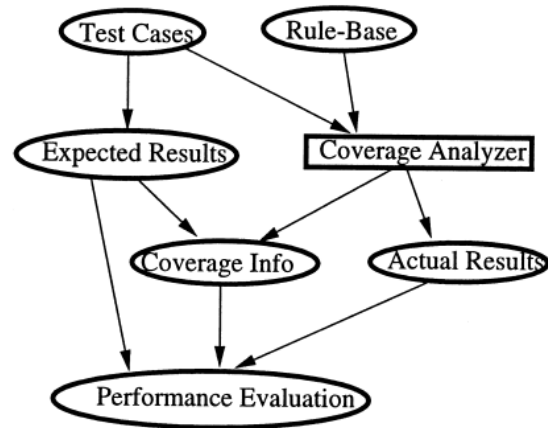 Test Cases
Rule-Base
Expected Results
Coverage Analyzer
Coverage Info
Actual Results
Performance Evaluation